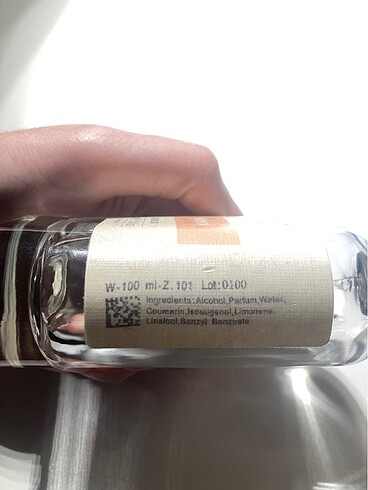 W-100 ml-Z.101 Lot:0100
Ingredients:Alcohol,Parfum,Water,
Coumarin,Isoeugenol,Limonene,
Linalool,Benzyl Benzoate